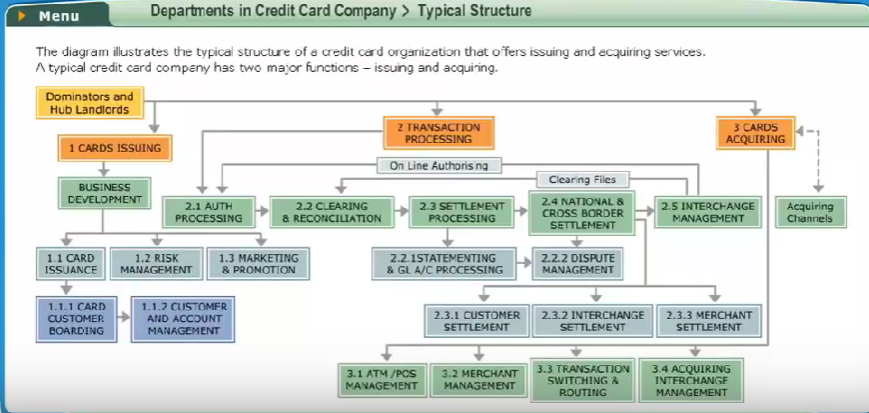 Menu
Departments in Credit Card Company > Typical Structure
The diagram illustrates the typical structure of a credit card organization that offers issuing and acquiring services.
A typical credit card company has two major functions – issuing and acquiring.
Dominators and
Hub Landlords
1 CARDS ISSUING
2 TRANSACTION
PROCESSING
3 CARDS
ACQUIRING
On Line Authorising
Clearing Files
BUSINESS
DEVELOPMENT
2.1 AUTH
PROCESSING
2.2 CLEARING
& RECONCILIATION
2.3 SETTLEMENT
PROCESSING
2.4 NATIONAL &
CROSS BORDER
SETTLEMENT
2.5 INTERCHANGE
MANAGEMENT
Acquiring
Channels
1.1 CARD
ISSUANCE
1.2 RISK
MANAGEMENT
1.3 MARKETING
& PROMOTION
2.2.1STATEMENTING
& GL A/C PROCESSING
2.2.2 DISPUTE
MANAGEMENT
1.1.1 CARD
CUSTOMER
BOARDING
1.1.2 CUSTOMER
AND ACCOUNT
MANAGEMENT
2.3.1 CUSTOMER
SETTLEMENT
2.3.2 INTERCHANGE
SETTLEMENT
2.3.3 MERCHANT
SETTLEMENT
3.1 ATM /POS
MANAGEMENT
3.2 MERCHANT
MANAGEMENT
3.3 TRANSACTION
SWITCHING &
ROUTING
3.4 ACQUIRING
INTERCHANGE
MANAGEMENT